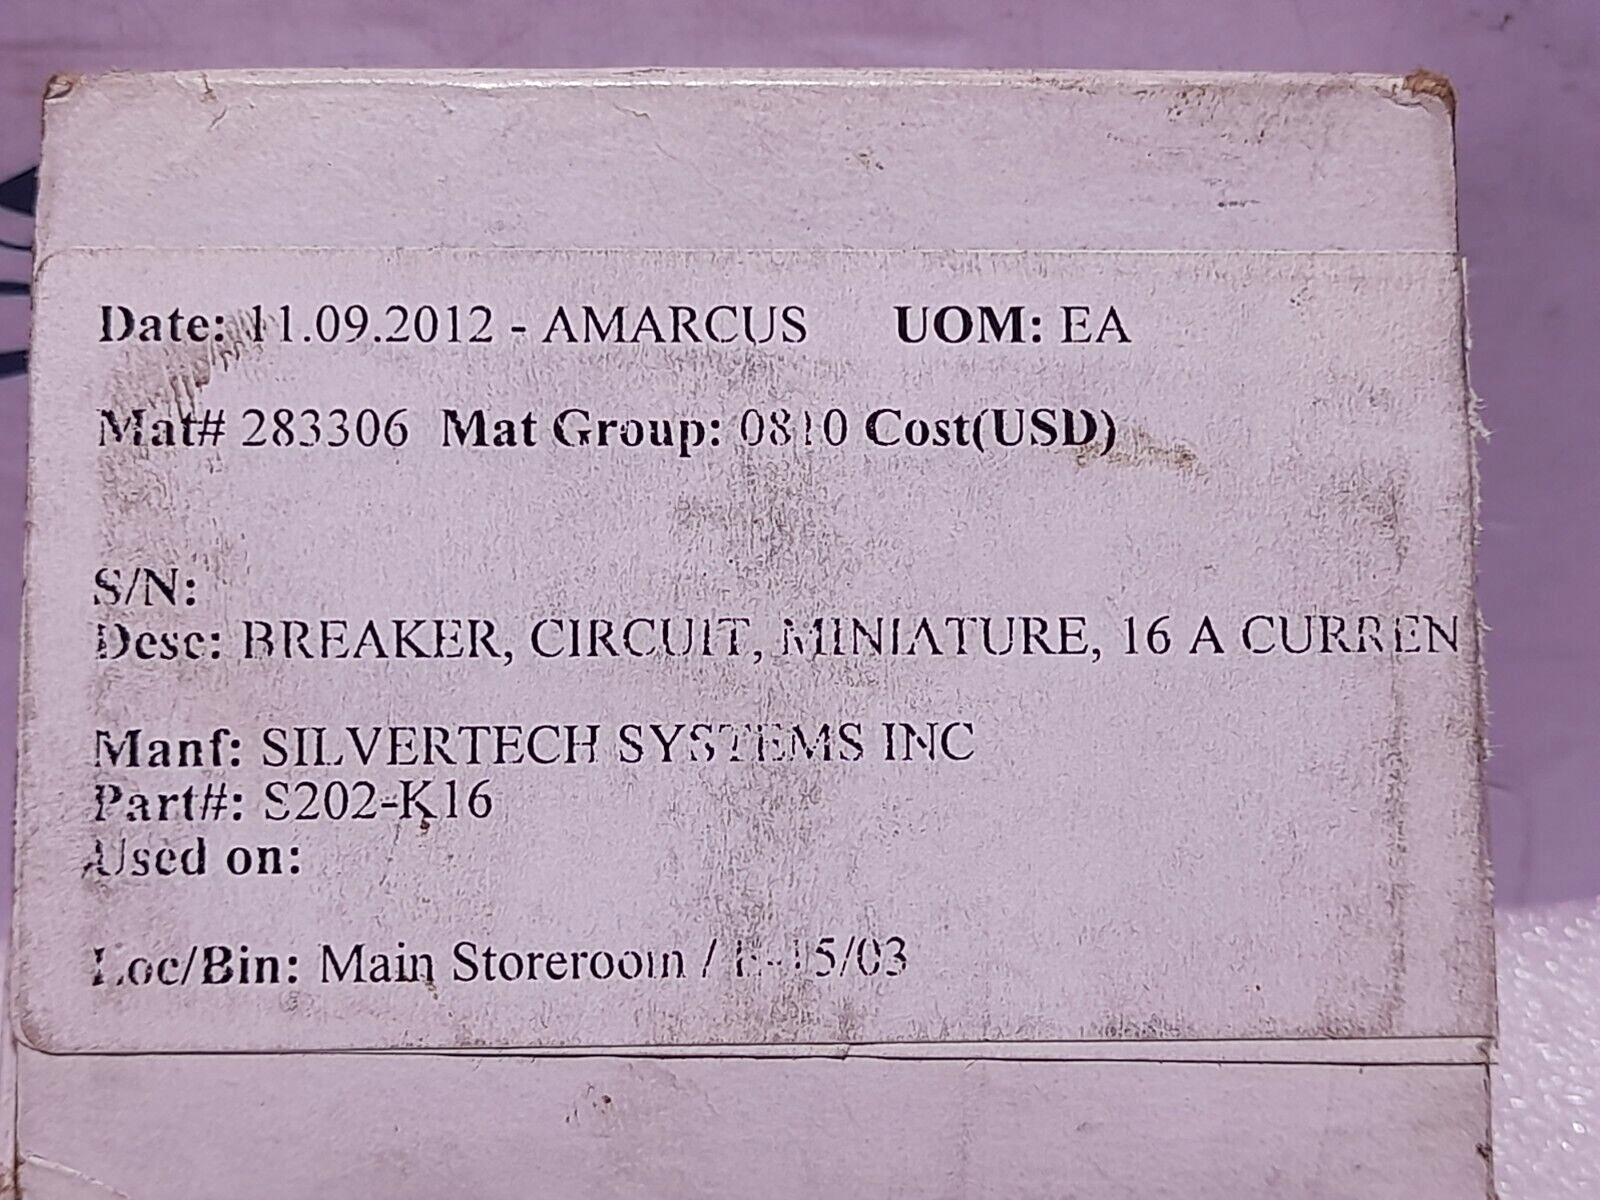 Date: 11.09.2012 - AMARCUS UOM: EA
Mat# 283306 Mat Group: 0810 Cost(USD)
S/N:
Desc: BREAKER, CIRCUIT, MINIATURE, 16 A CURREN
Manf: SILVERTECH SYSTEMS INC
Part#: S202-K16
Used on:
Loc/Bin: Main Storeroom /